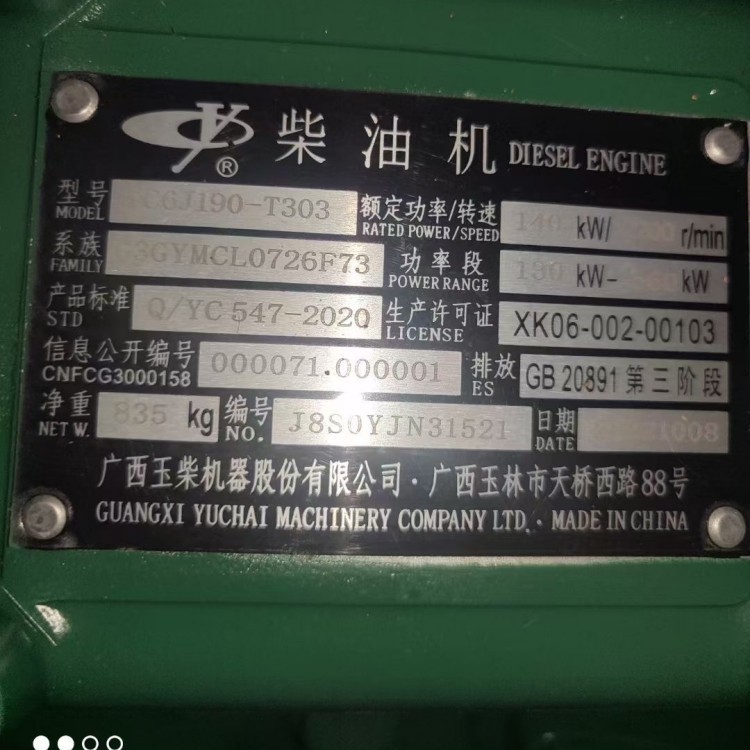 ® 柴油机 DIESEL ENGINE
型号 MODEL C6J190-T303 额定功率/转速 RATED POWER/SPEED 140 kW/ r/min
系族 FAMILY GYMCL0726F73 功率段 POWER RANGE 130 kW- kW
产品标准 STD Q/YC 547-2020 生产许可证 LICENSE XK06-002-00103
信息公开编号 CNFCG3000158 000071.000001 排放 ES GB 20891 第三阶段
净重 NET W. 835 kg 编号 NO. J8S0YJN31521 日期 DATE
广西玉柴机器股份有限公司·广西玉林市天桥西路88号
GUANGXI YUCHAI MACHINERY COMPANY LTD.·MADE IN CHINA